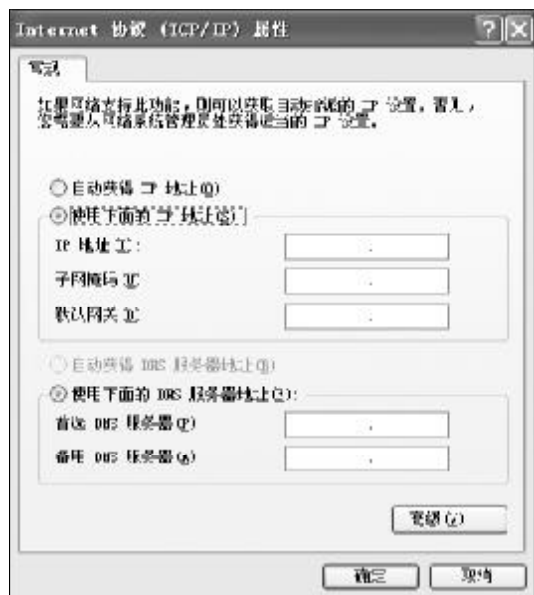 Internet 协议 (TCP/IP) 属性
常规
如果网络支持此功能，则可以获取自动指派的 IP 设置。否则，
您需要从网络系统管理员处获得适当的 IP 设置。
自动获得 IP 地址(O)
使用下面的 IP 地址(S):
IP 地址(I):
子网掩码(U):
默认网关(D):
自动获得 DNS 服务器地址(B)
使用下面的 DNS 服务器地址(E):
首选 DNS 服务器(P):
备用 DNS 服务器(A):
高级(V)...
确定
取消